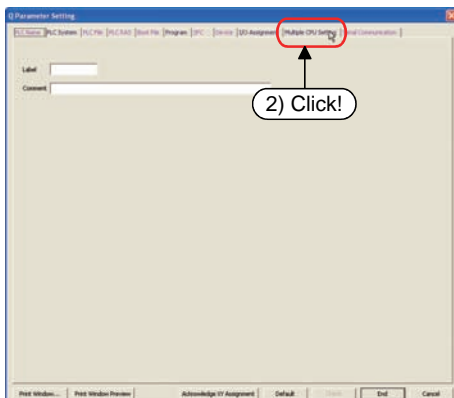 Q Parameter Setting
PLC Name PLC System PLC File PLC RAS Boot File Program SFC Device I/O Assignment Multiple CPU Setting Serial Communication
Label
Comment
2) Click!
Print Window... Print Window Preview Acknowledge XY Assignment Default Check End Cancel